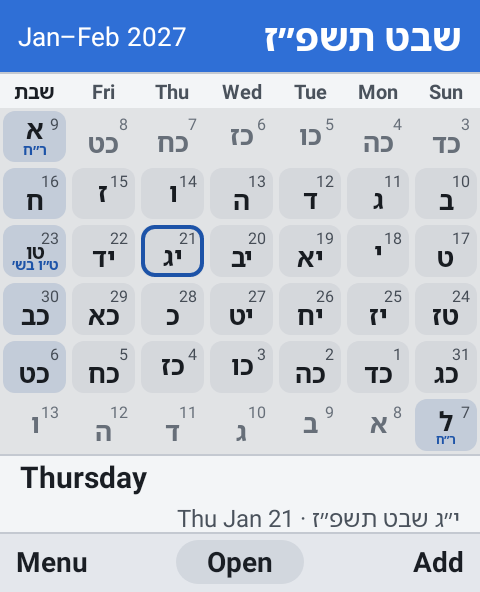 שבט תשפ״ז Jan–Feb 2027
Sun Mon Tue Wed Thu Fri שבת
3 כד 4 כה 5 כו 6 כז 7 כח 8 כט 9 א ר״ח
10 ב 11 ג 12 ד 13 ה 14 ו 15 ז 16 ח
17 ט 18 י 19 יא 20 יב 21 יג 22 יד 23 טו ט״ו בש׳
24 טז 25 יז 26 יח 27 יט 28 כ 29 כא 30 כב
31 כג 1 כד 2 כה 3 כו 4 כז 5 כח 6 כט
7 ל ר״ח 8 א 9 ב 10 ג 11 ד 12 ה 13 ו
Thursday
י״ג שבט תשפ״ז · Thu Jan 21
Menu Open Add